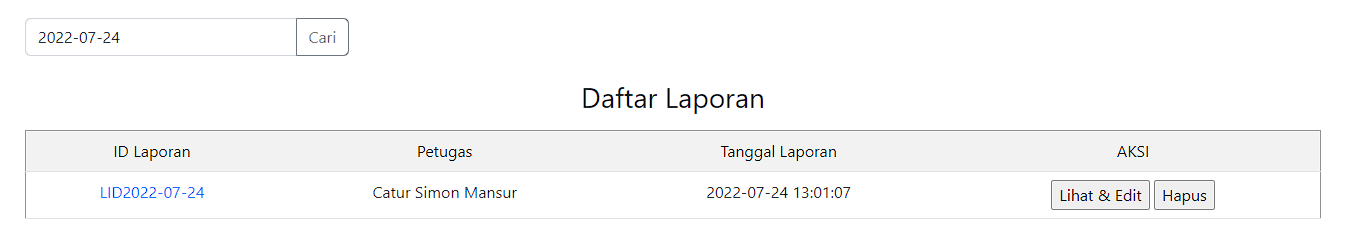 2022-07-24 Cari
Daftar Laporan
ID Laporan Petugas Tanggal Laporan AKSI
LID2022-07-24 Catur Simon Mansur 2022-07-24 13:01:07 Lihat & Edit Hapus